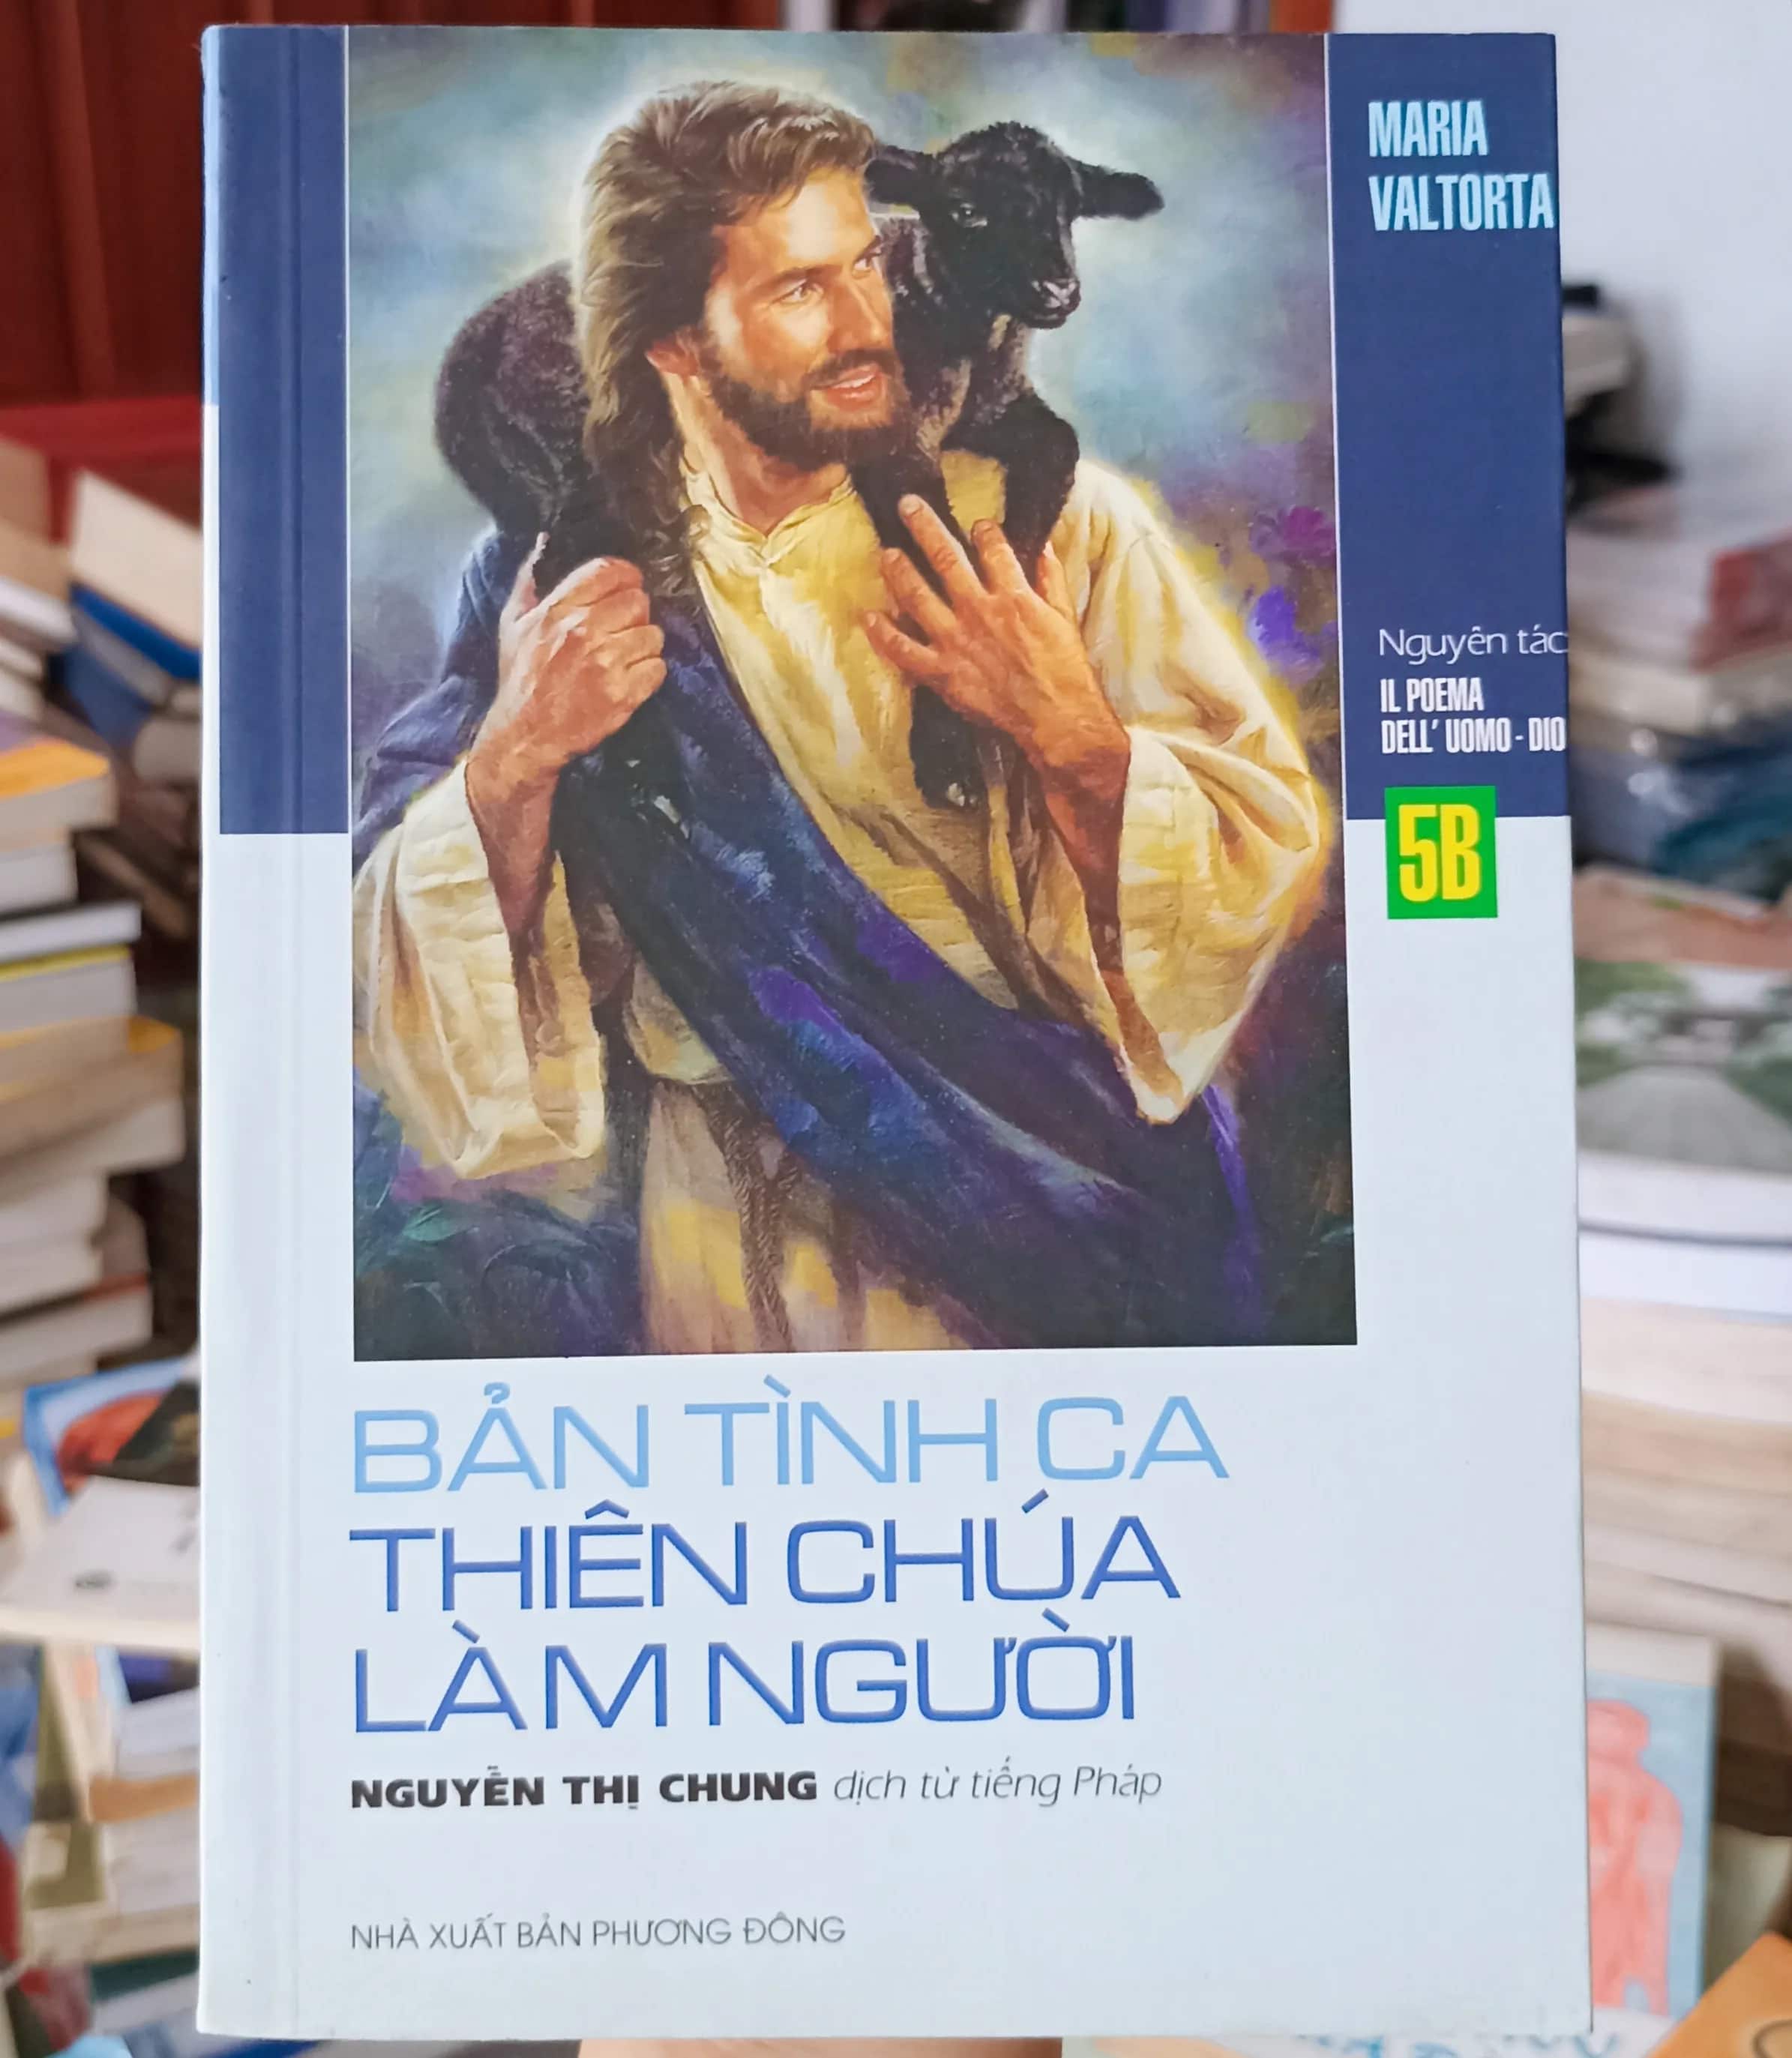 MARIA
VALTORTA
Nguyên tác
IL POEMA
DELL' UOMO - DIO
5B
BẢN TÌNH CA
THIÊN CHÚA
LÀM NGƯỜI
NGUYỄN THỊ CHUNG dịch từ tiếng Pháp
NHÀ XUẤT BẢN PHƯƠNG ĐÔNG